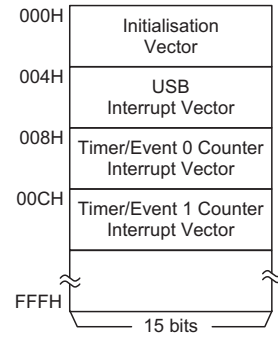 000H
Initialisation
Vector
004H
USB
Interrupt Vector
008H
Timer/Event 0 Counter
Interrupt Vector
00CH
Timer/Event 1 Counter
Interrupt Vector
FFFH
15 bits